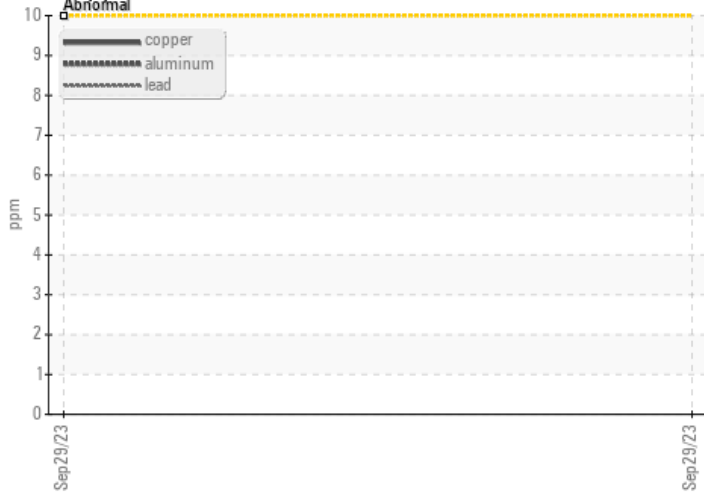 Abnormal
10
copper
9
aluminum
lead
8
7
6
ppm
5
4
3
2
1
0
Sep29/23
Sep29/23